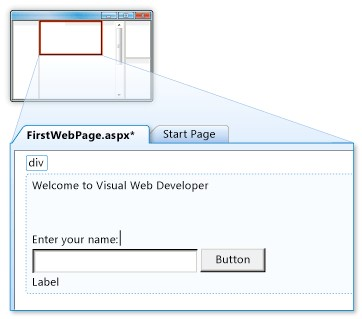 FirstWebPage.aspx* Start Page
div
Welcome to Visual Web Developer
Enter your name:
Button
Label